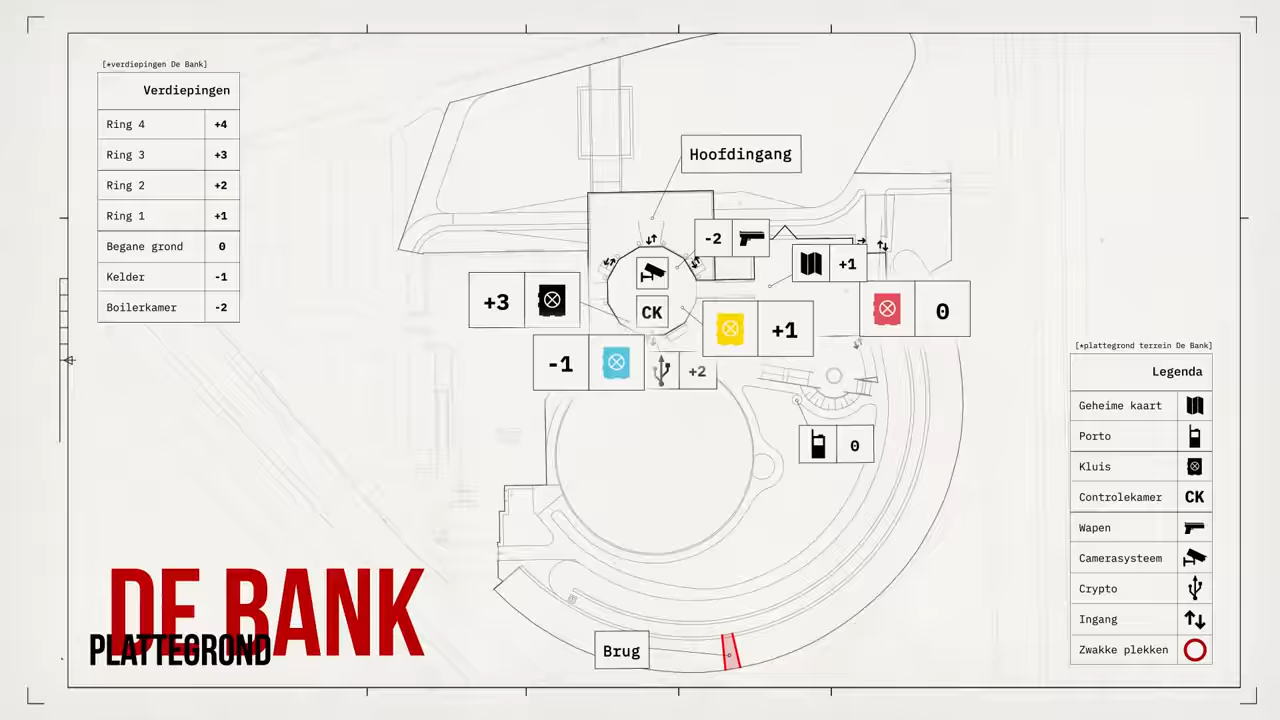 [*verdiepingen De Bank]
Verdiepingen
Ring 4 +4
Ring 3 +3
Ring 2 +2
Ring 1 +1
Begane grond 0
Kelder -1
Boilerkamer -2
Hoofdingang
-2
+1
+3
CK
+1
0
-1
+2
0
Brug
DE BANK
PLATTEGROND
[*plattegrond terrein De Bank]
Legenda
Geheime kaart
Porto
Kluis
Controlekamer CK
Wapen
Camerasysteem
Crypto
Ingang
Zwakke plekken